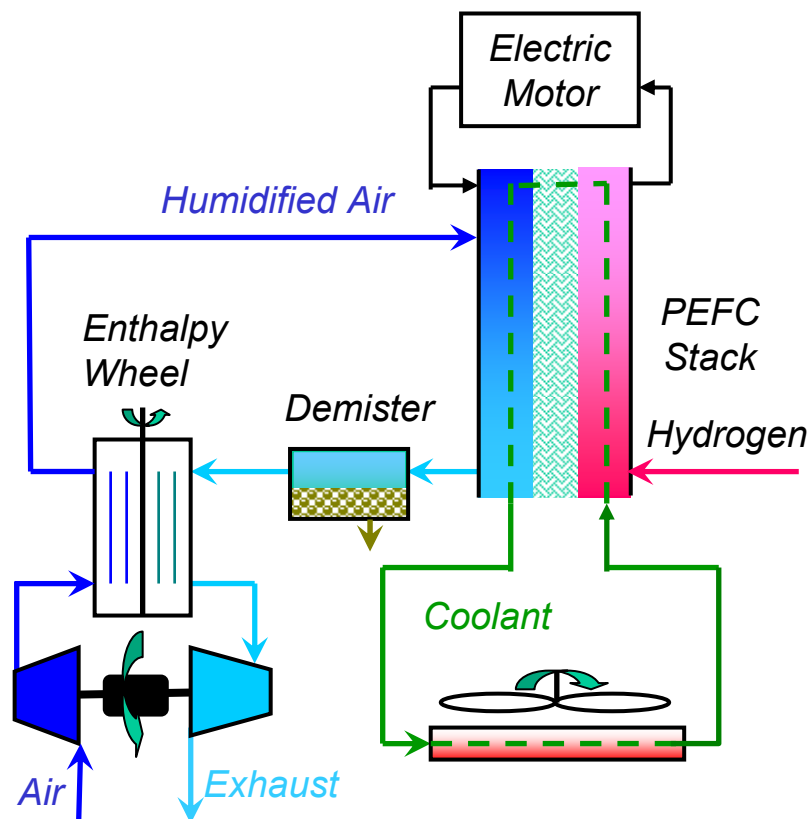 Electric
Motor
Humidified Air
Enthalpy
Wheel
PEFC
Stack
Demister
Hydrogen
Coolant
Air
Exhaust